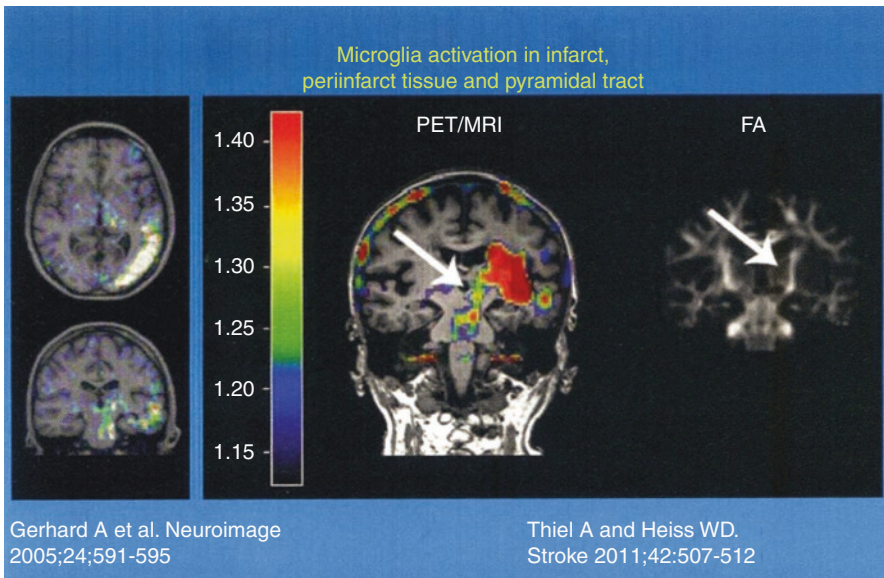 Microglia activation in infarct,
periinfarct tissue and pyramidal tract
PET/MRI
FA
1.40
1.35
1.30
1.25
1.20
1.15
Gerhard A et al. Neuroimage
2005;24;591-595
Thiel A and Heiss WD.
Stroke 2011;42:507-512